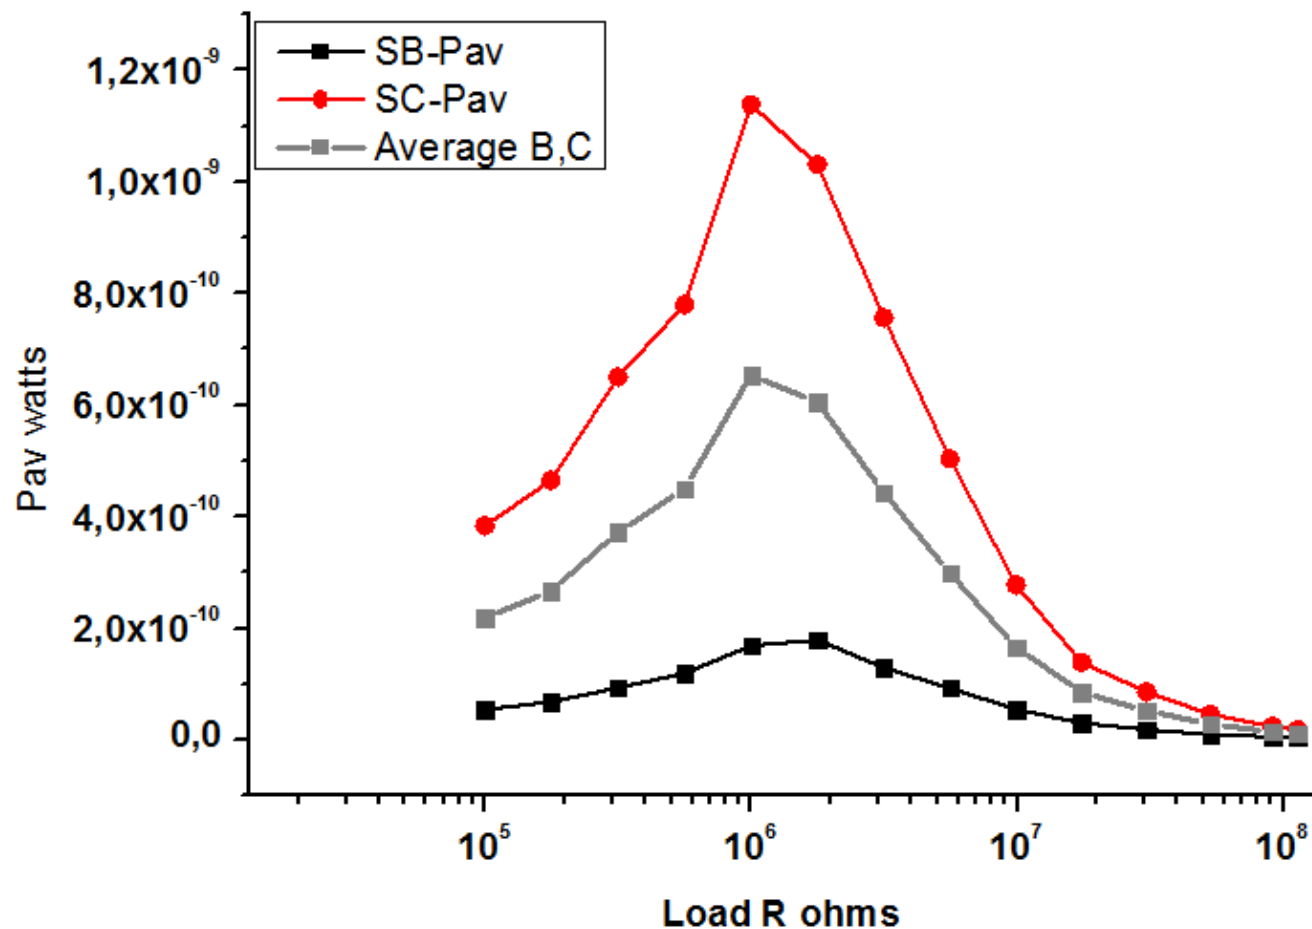 SB-Pav
SC-Pav
Average B,C
1,2x10⁻⁹
1,0x10⁻⁹
8,0x10⁻¹⁰
6,0x10⁻¹⁰
4,0x10⁻¹⁰
2,0x10⁻¹⁰
0,0
Pav watts
10⁵ 10⁶ 10⁷ 10⁸
Load R ohms